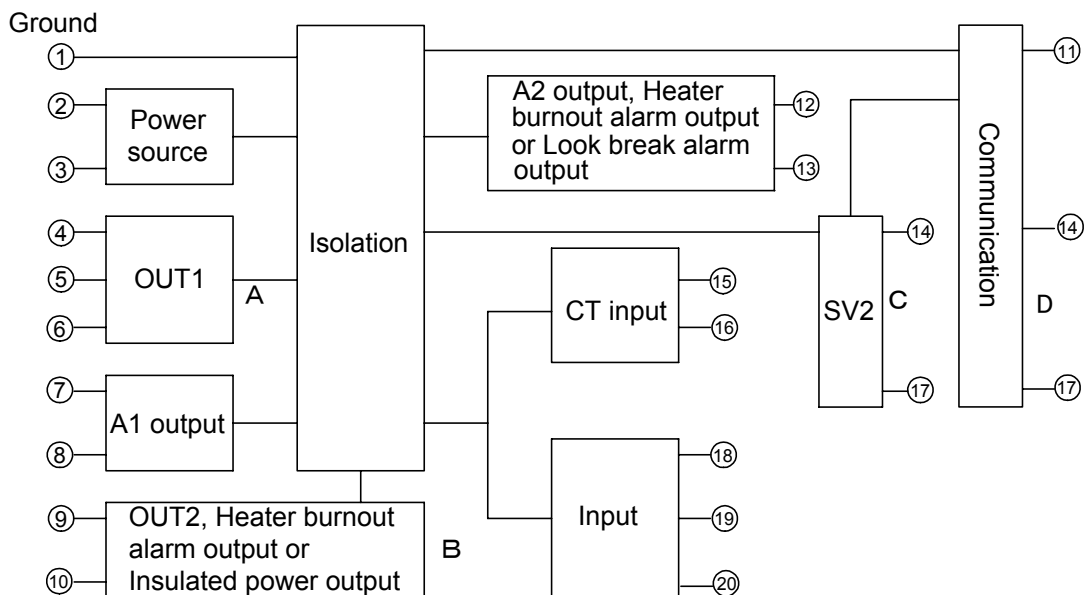 Ground
1
2
3
Power
source
4
5
6
OUT1
A
7
8
A1 output
9
10
OUT2, Heater burnout
alarm output or
Insulated power output
B
Isolation
A2 output, Heater
burnout alarm output
or Look break alarm
output
12
13
CT input
15
16
Input
18
19
20
SV2
14
C
17
Communication
11
14
D
17